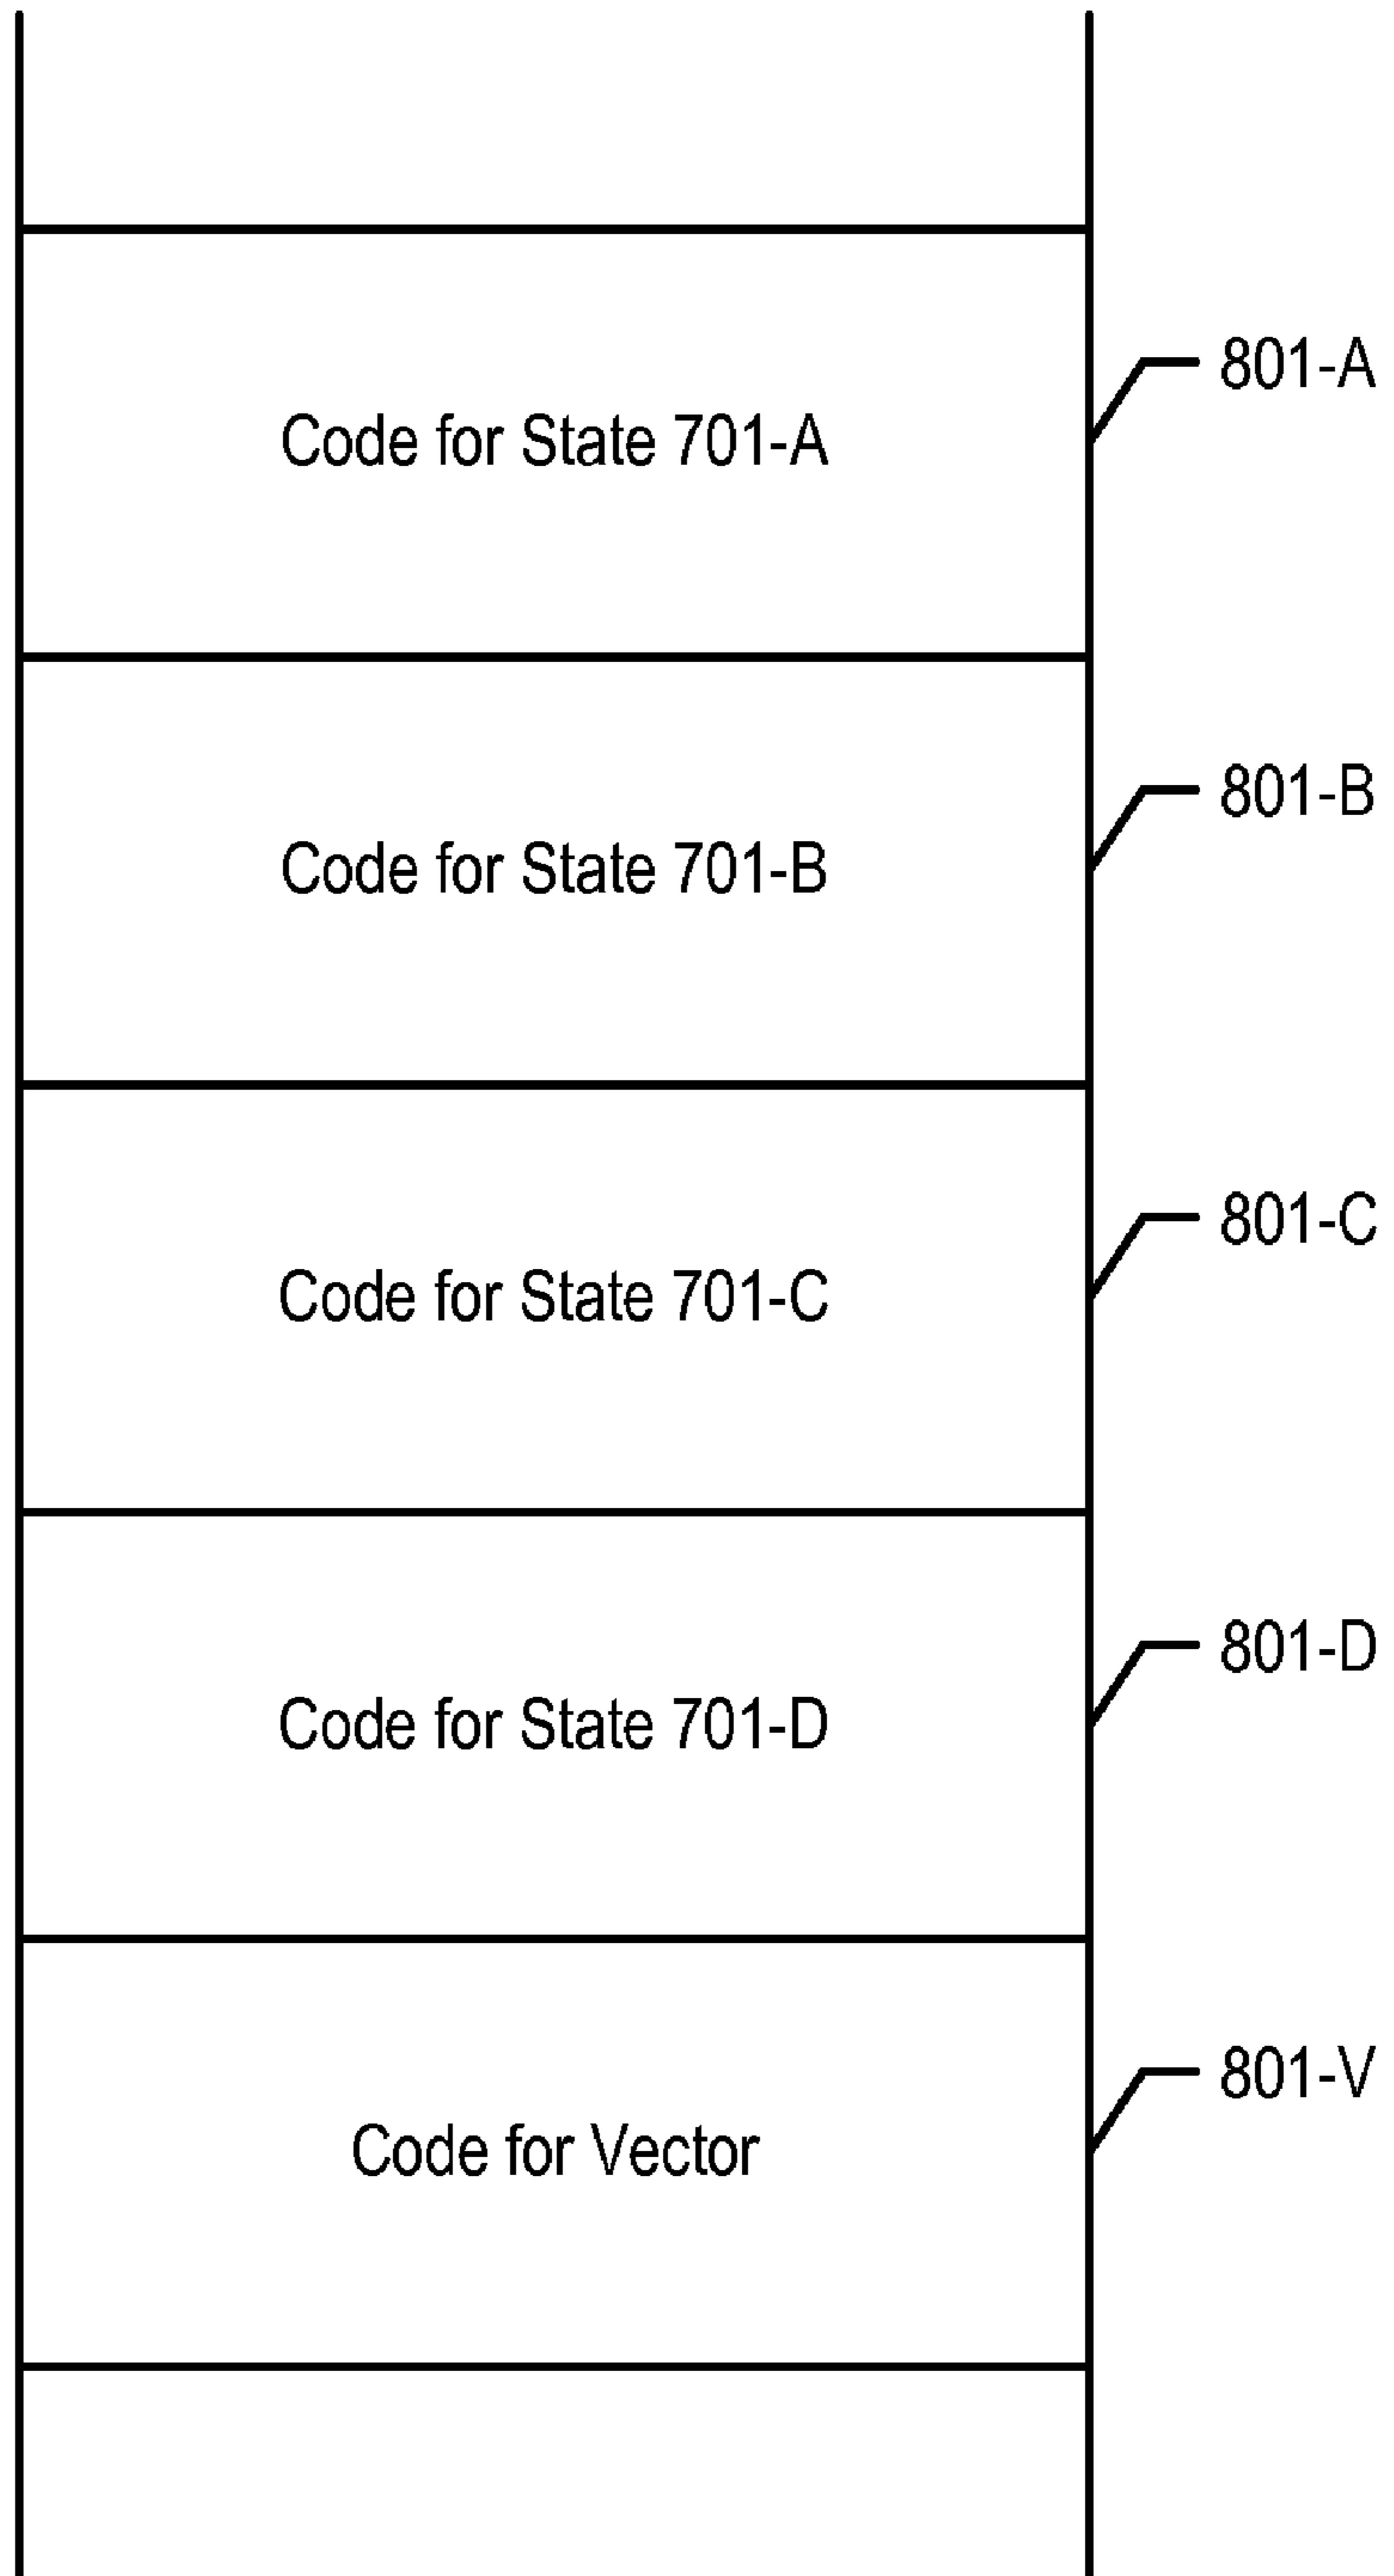 801-A
Code for State 701-A
801-B
Code for State 701-B
801-C
Code for State 701-C
801-D
Code for State 701-D
801-V
Code for Vector